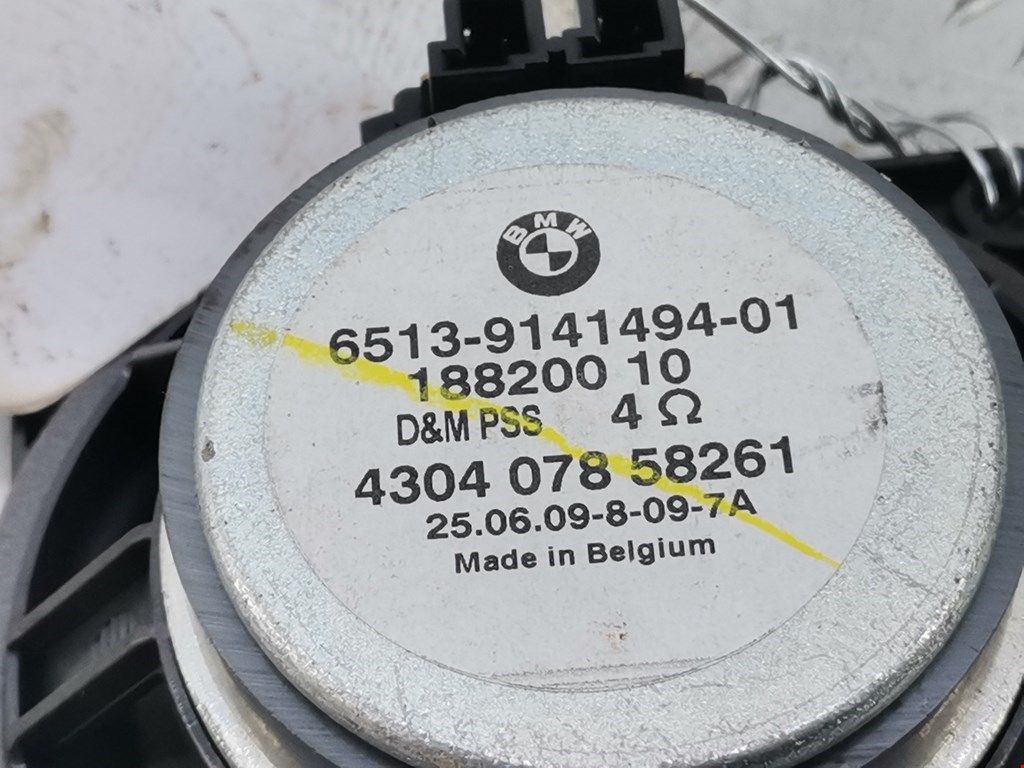 BMW
6513-9141494-01
188200 10
D&M PSS 4 Ω
4304 078 58261
25.06.09-8-09-7A
Made in Belgium